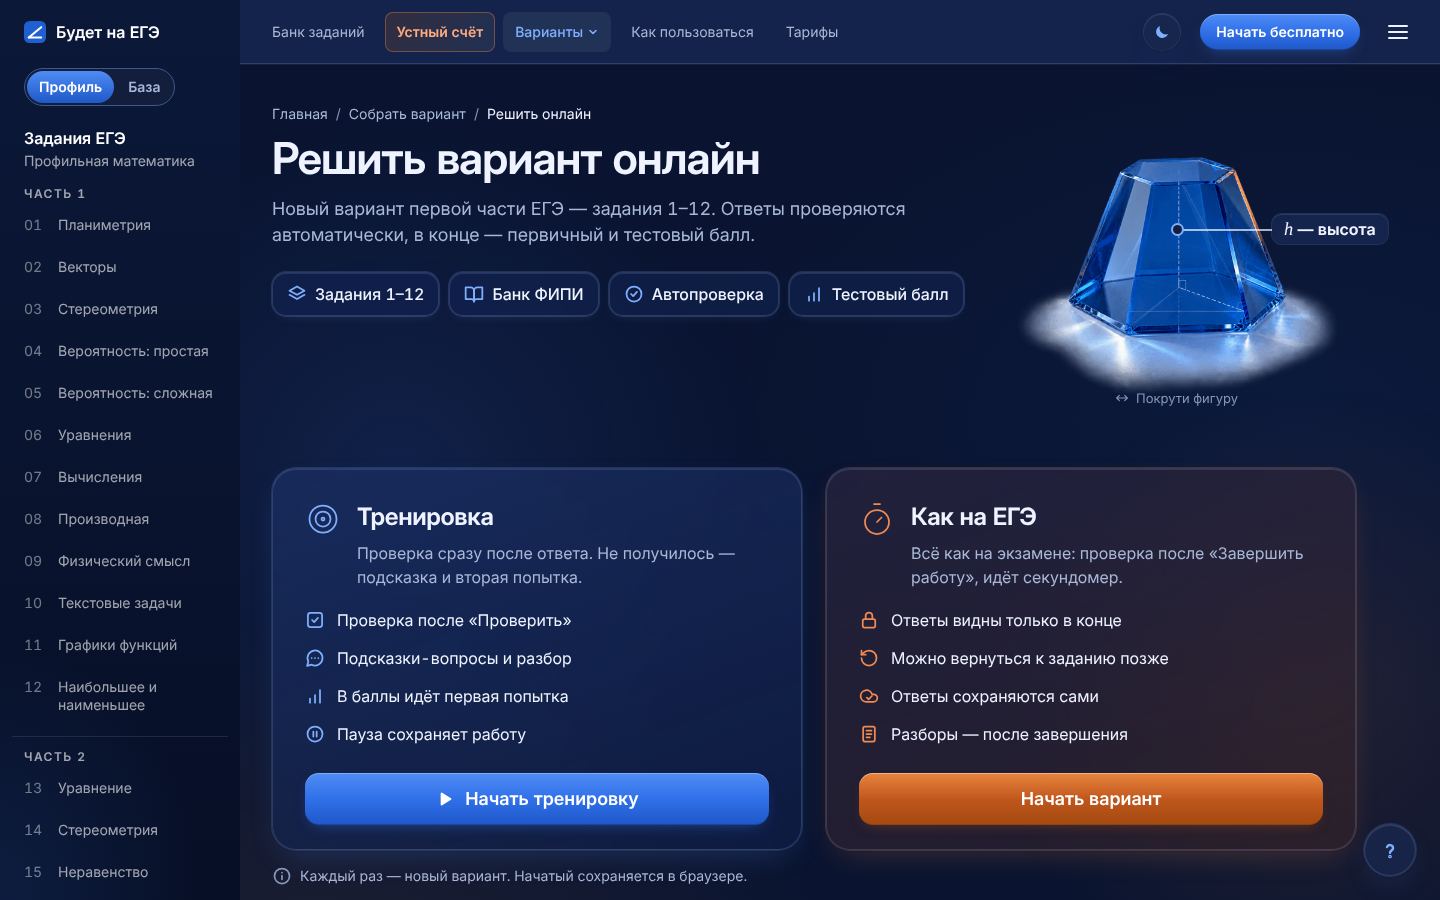 Будет на ЕГЭ
Профиль
База
Задания ЕГЭ
Профильная математика
ЧАСТЬ 1
01 Планиметрия
02 Векторы
03 Стереометрия
04 Вероятность: простая
05 Вероятность: сложная
06 Уравнения
07 Вычисления
08 Производная
09 Физический смысл
10 Текстовые задачи
11 Графики функций
12 Наибольшее и
наименьшее
ЧАСТЬ 2
13 Уравнение
14 Стереометрия
15 Неравенство
Банк заданий
Устный счёт
Варианты
Как пользоваться
Тарифы
Начать бесплатно
Главная / Собрать вариант / Решить онлайн
Решить вариант онлайн
Новый вариант первой части ЕГЭ — задания 1–12. Ответы проверяются
автоматически, в конце — первичный и тестовый балл.
Задания 1–12
Банк ФИПИ
Автопроверка
Тестовый балл
h — высота
↔ Покрути фигуру
Тренировка
Проверка сразу после ответа. Не получилось —
подсказка и вторая попытка.
Проверка после «Проверить»
Подсказки-вопросы и разбор
В баллы идёт первая попытка
Пауза сохраняет работу
Начать тренировку
Как на ЕГЭ
Всё как на экзамене: проверка после «Завершить
работу», идёт секундомер.
Ответы видны только в конце
Можно вернуться к заданию позже
Ответы сохраняются сами
Разборы — после завершения
Начать вариант
Каждый раз — новый вариант. Начатый сохраняется в браузере.
?